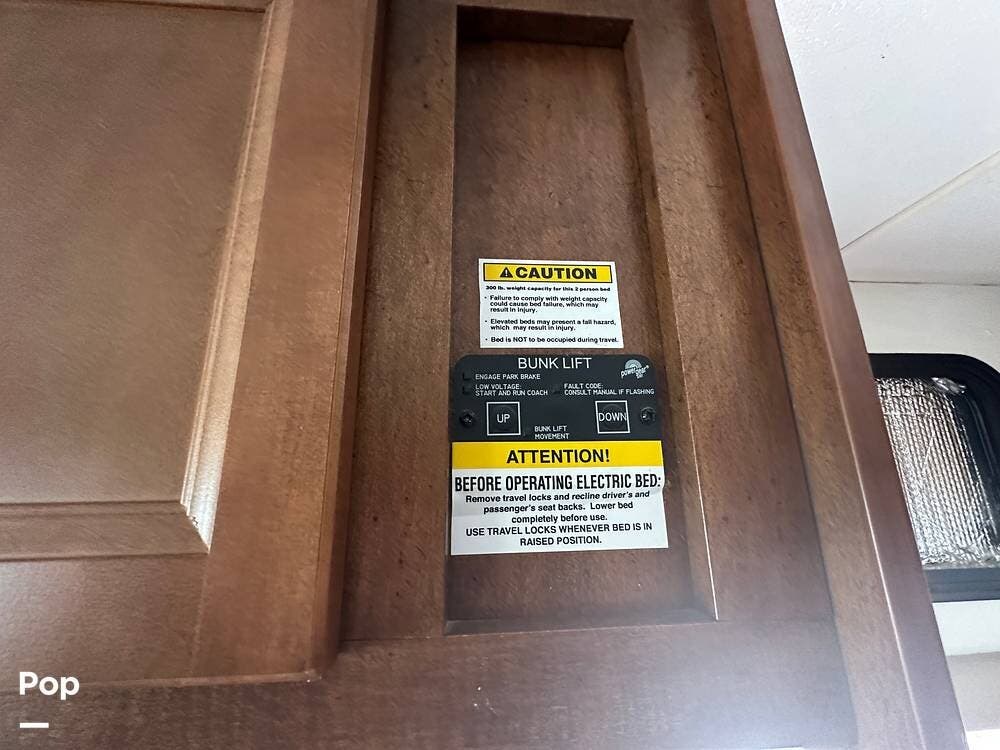 CAUTION
300 lb. weight capacity for this 2 person bed
• Failure to comply with weight capacity
could cause bed failure, which may
result in injury.
• Elevated beds may present a fall hazard,
which may result in injury.
• Bed is NOT to be occupied during travel.
BUNK LIFT
power gear
ENGAGE PARK BRAKE
LOW VOLTAGE:
START AND RUN COACH
FAULT CODE:
CONSULT MANUAL IF FLASHING
UP
DOWN
BUNK LIFT
MOVEMENT
ATTENTION!
BEFORE OPERATING ELECTRIC BED:
Remove travel locks and recline driver's and
passenger's seat backs. Lower bed
completely before use.
USE TRAVEL LOCKS WHENEVER BED IS IN
RAISED POSITION.
Pop